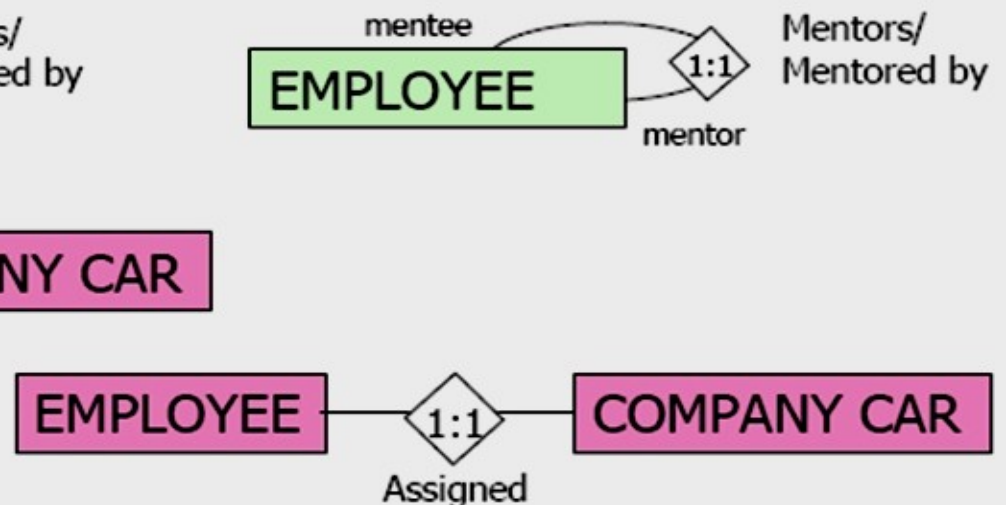 s/
ed by
mentee
EMPLOYEE
1:1
Mentors/
Mentored by
mentor
NY CAR
EMPLOYEE
1:1
COMPANY CAR
Assigned